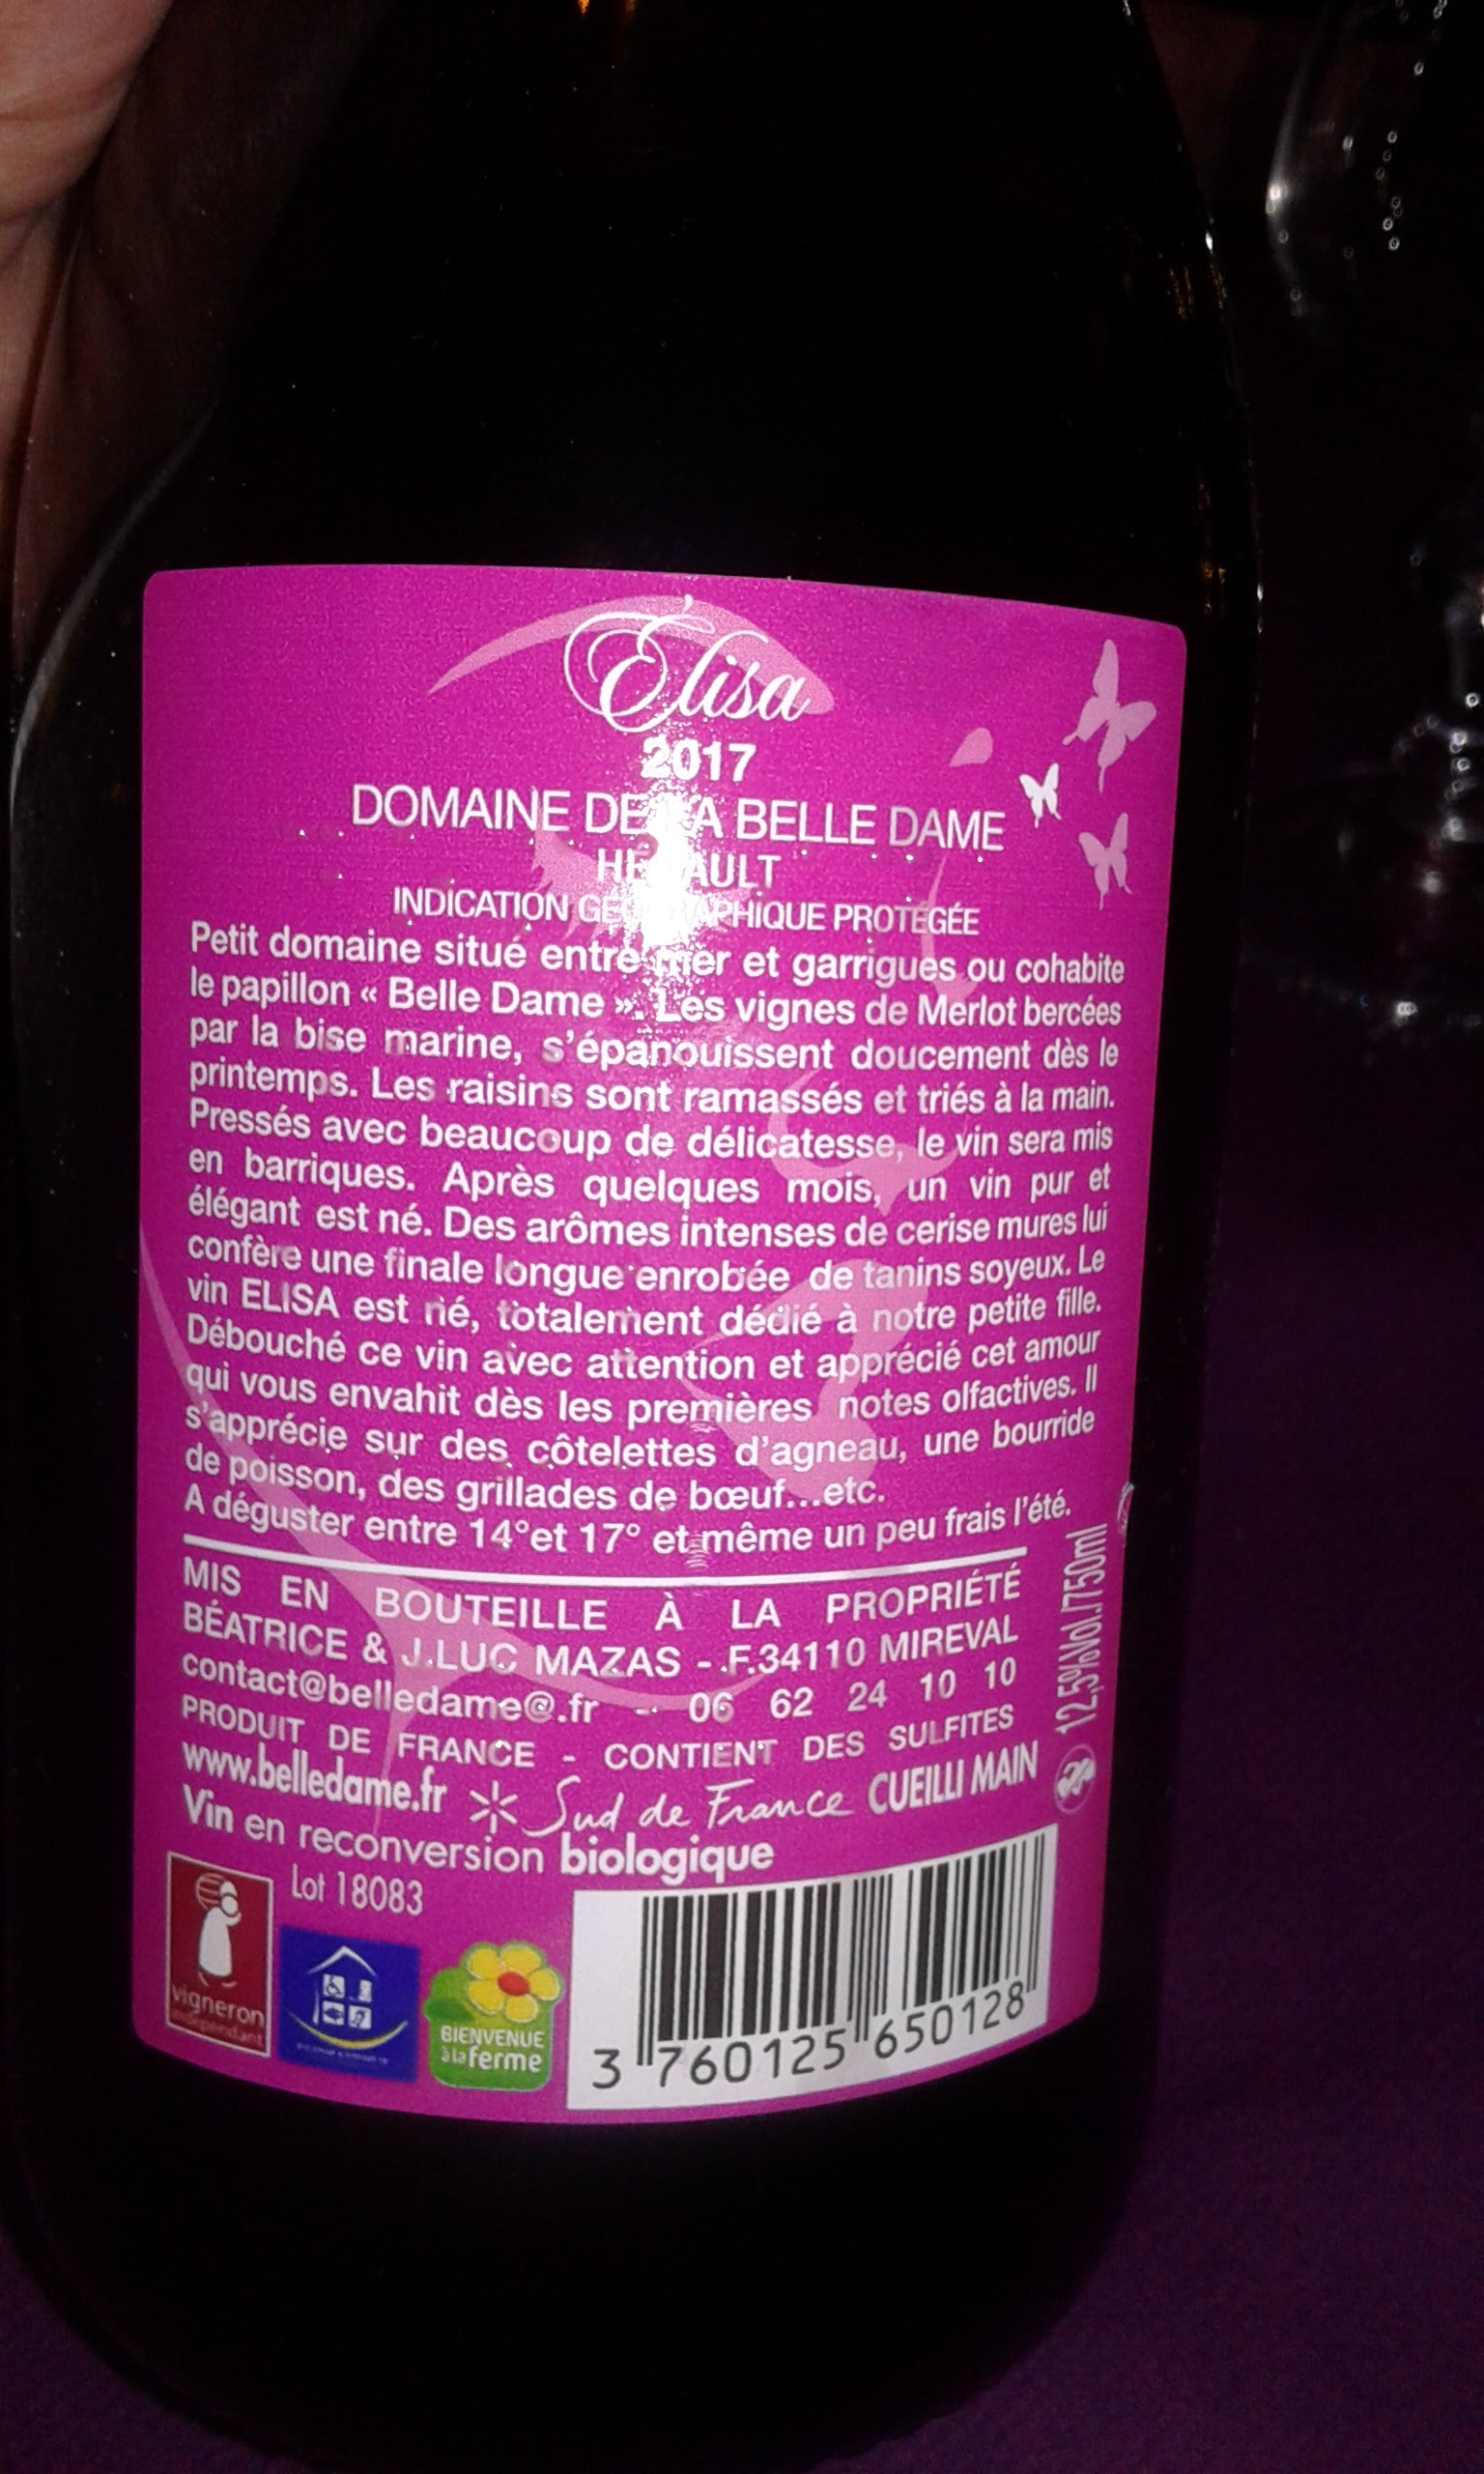 Élisa
2017
DOMAINE DE LA BELLE DAME
HÉRAULT
INDICATION GÉOGRAPHIQUE PROTÉGÉE
Petit domaine situé entre mer et garrigues ou cohabite
le papillon « Belle Dame ». Les vignes de Merlot bercées
par la bise marine, s'épanouissent doucement dès le
printemps. Les raisins sont ramassés et triés à la main.
Pressés avec beaucoup de délicatesse, le vin sera mis
en barriques. Après quelques mois, un vin pur et
élégant est né. Des arômes intenses de cerise mures lui
confère une finale longue enrobée de tanins soyeux. Le
vin ELISA est né, totalement dédié à notre petite fille.
Débouché ce vin avec attention et apprécié cet amour
qui vous envahit dès les premières notes olfactives. Il
s'apprécie sur des côtelettes d'agneau, une bourride
de poisson, des grillades de bœuf...etc.
A déguster entre 14° et 17° et même un peu frais l'été.
MIS EN BOUTEILLE À LA PROPRIÉTÉ
BÉATRICE & J.LUC MAZAS - F.34110 MIREVAL
contact@belledame@.fr - 06 62 24 10 10
PRODUIT DE FRANCE - CONTIENT DES SULFITES
www.belledame.fr Sud de France CUEILLI MAIN
Vin en reconversion biologique
12,5%Vol./750ml
Lot 18083
vigneron
indépendant
BIENVENUE
à la ferme
3 760125 650128